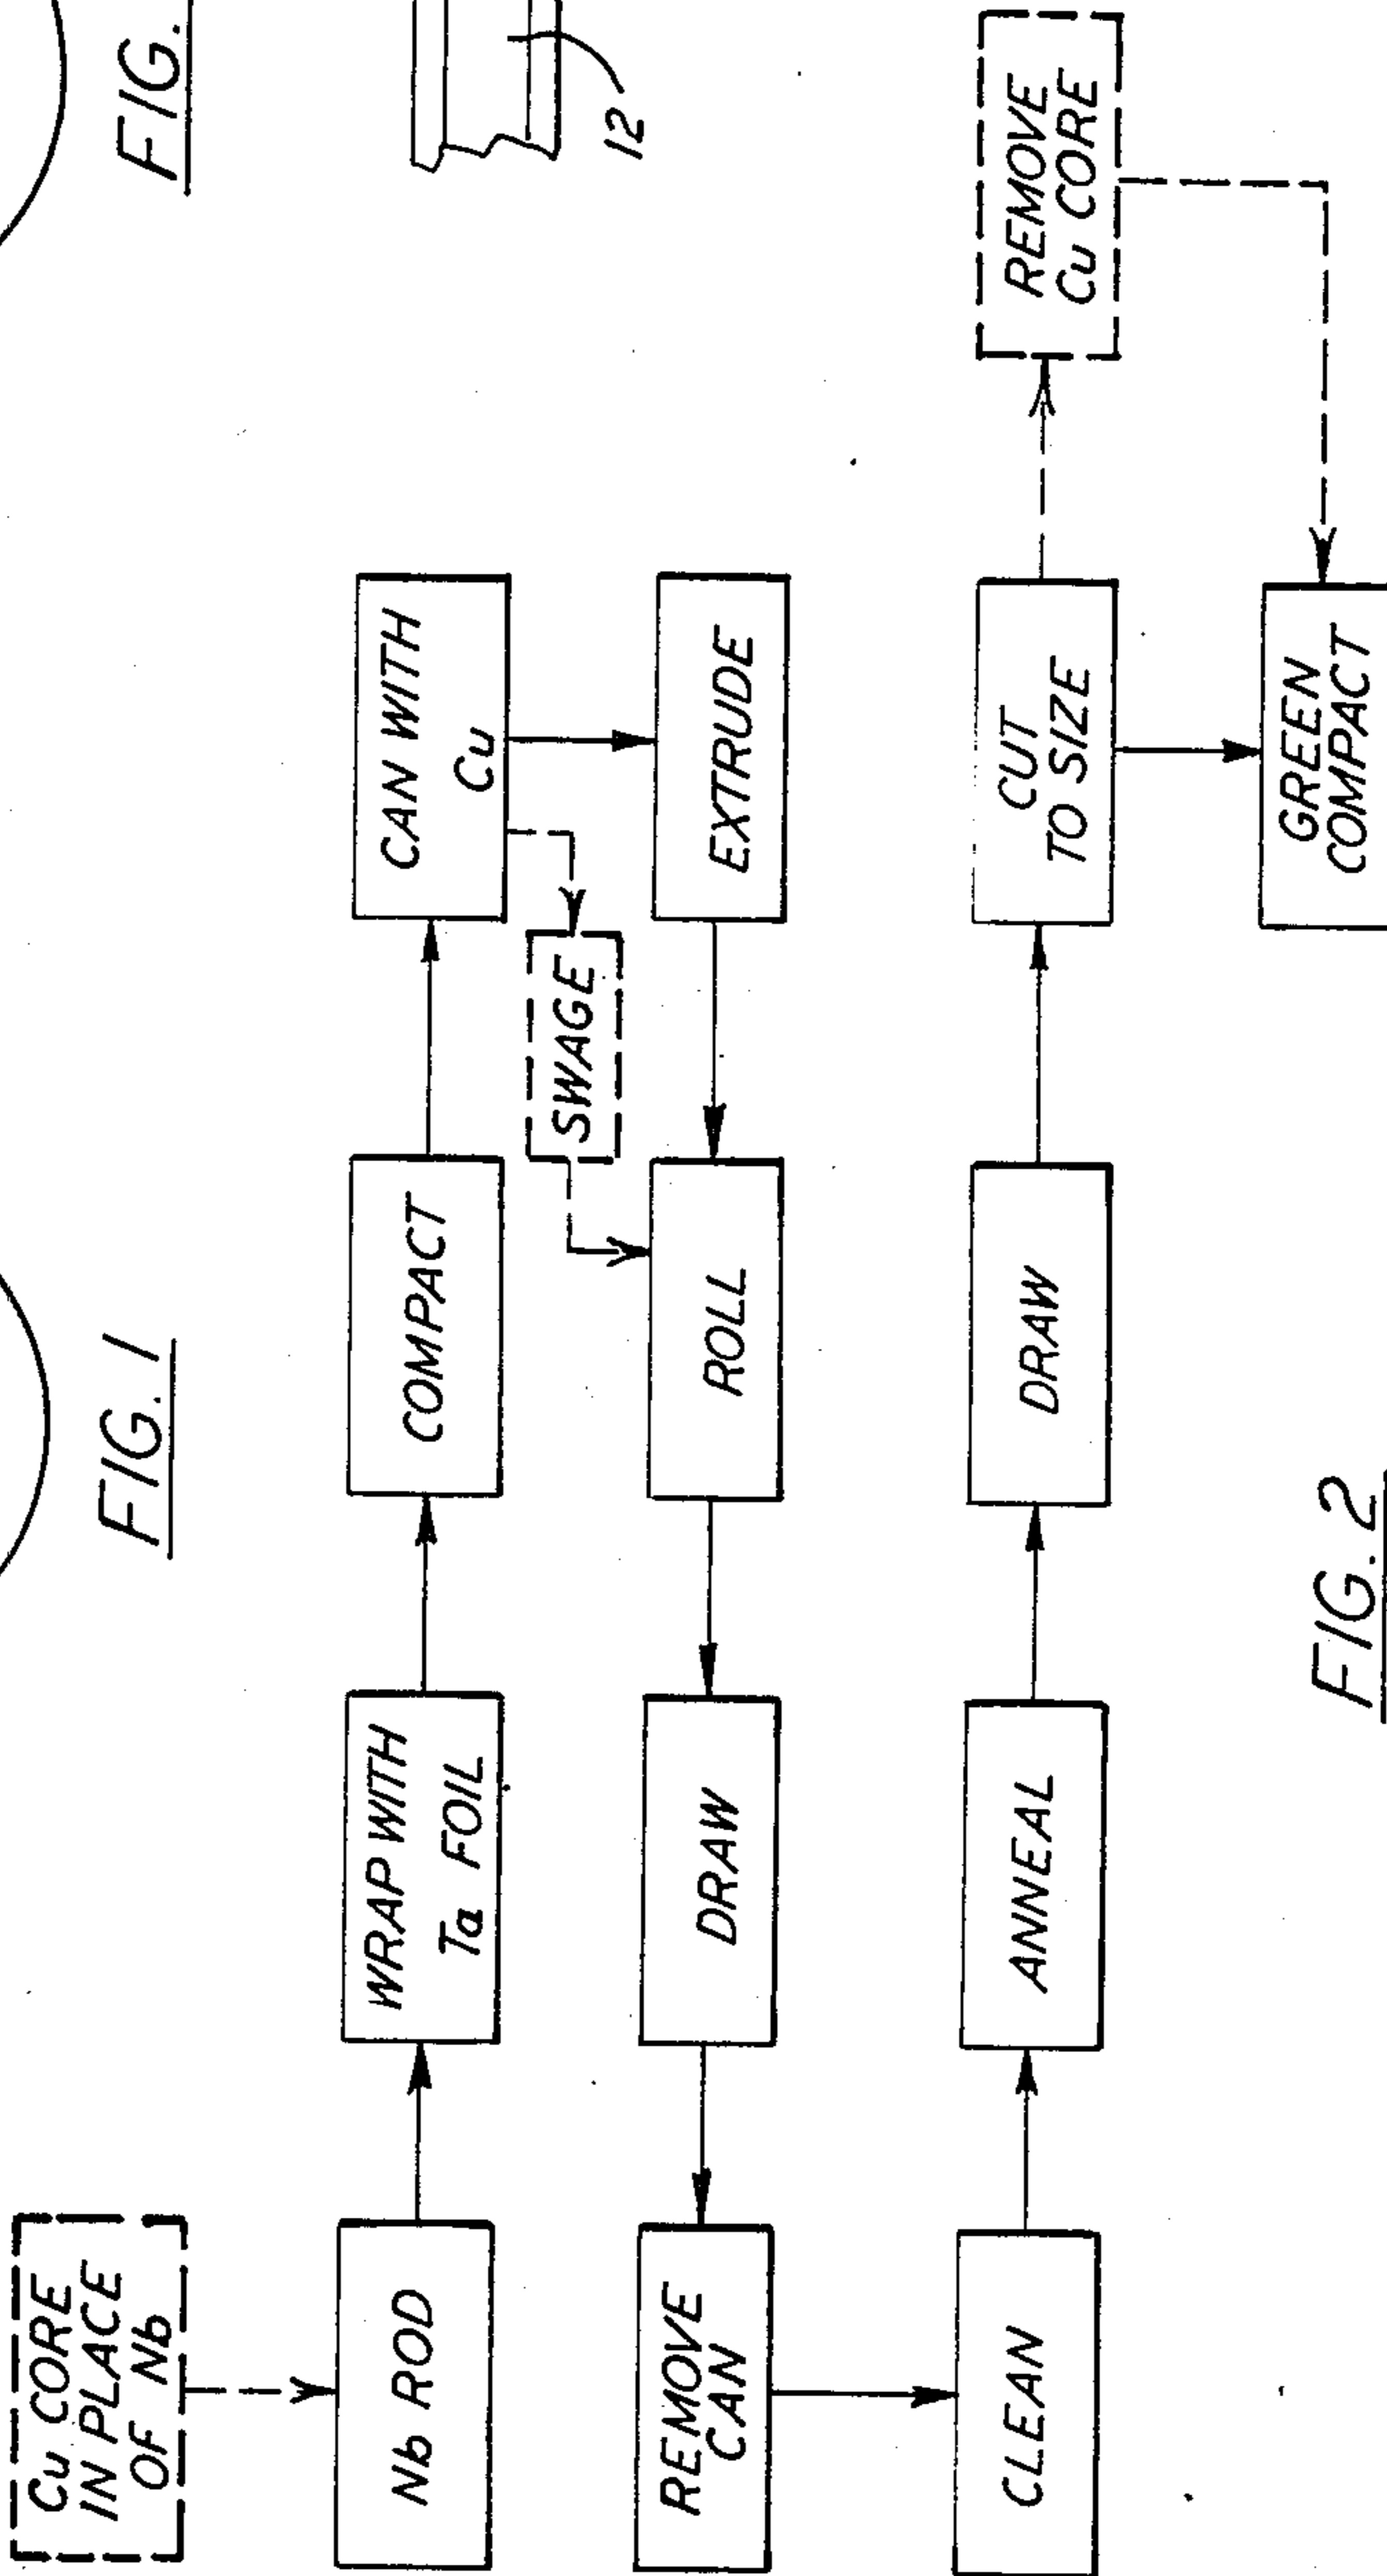 FIG. 1
FIG.
12
Cu CORE
IN PLACE
OF Nb
Nb ROD
WRAP WITH
Ta FOIL
COMPACT
CAN WITH
Cu
SWAGE
EXTRUDE
ROLL
DRAW
REMOVE
CAN
CLEAN
ANNEAL
DRAW
CUT
TO SIZE
REMOVE
Cu CORE
GREEN
COMPACT
FIG. 2